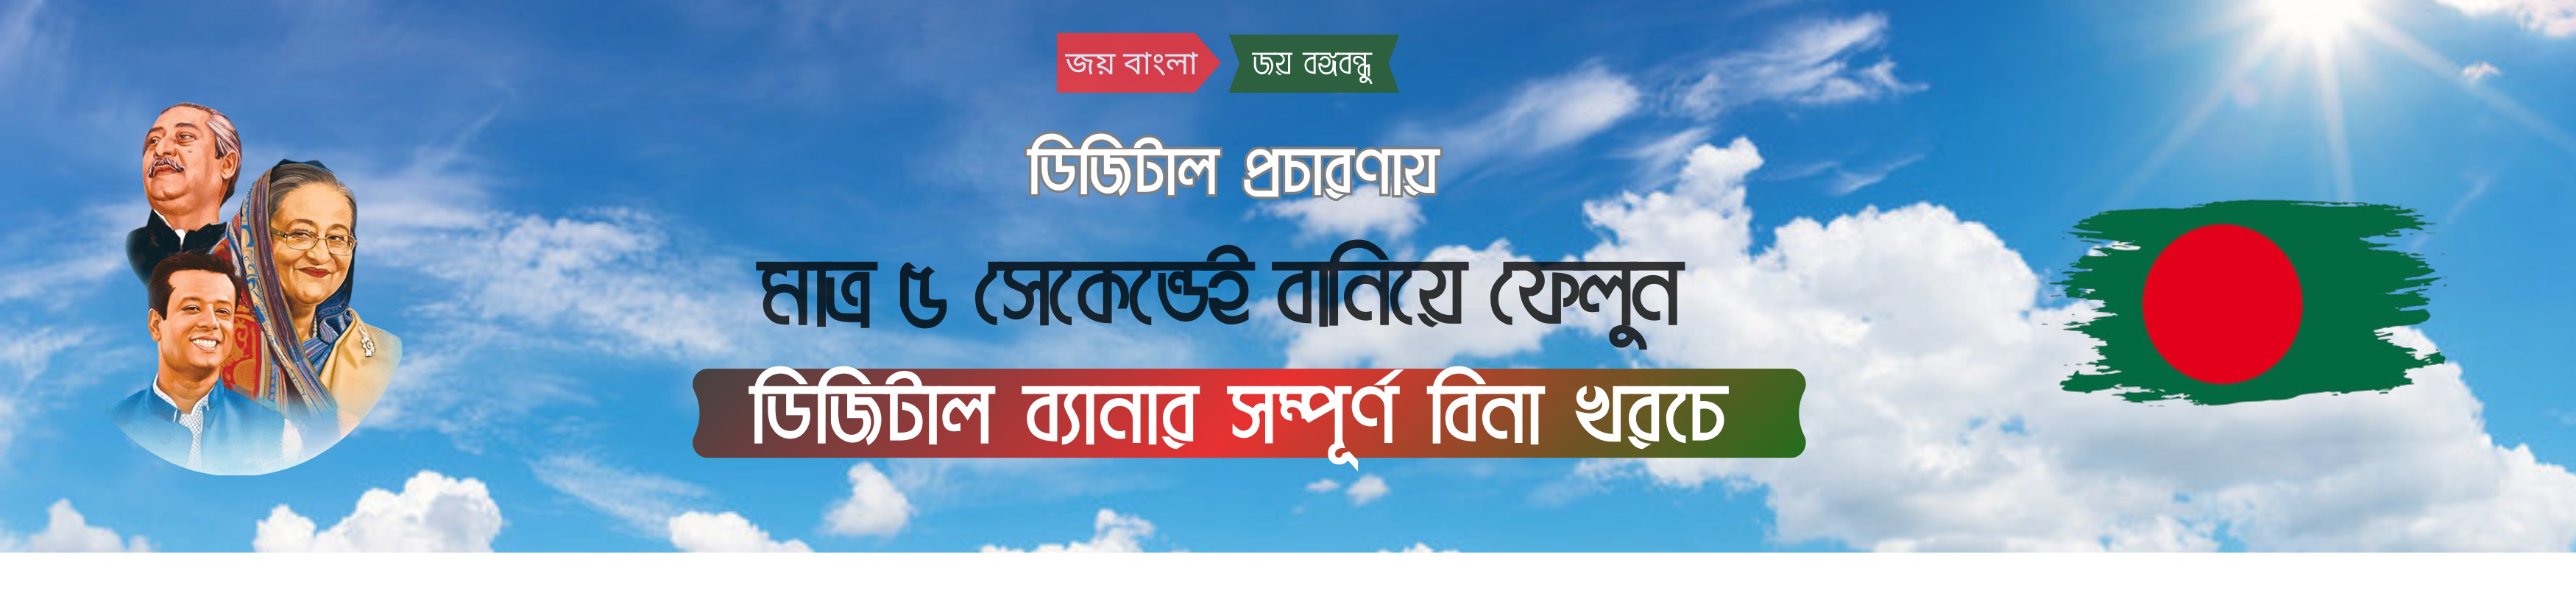 জয় বাংলা জয় বঙ্গবন্ধু
ডিজিটাল প্রচারণায়
মাত্র ৫ সেকেন্ডেই বানিয়ে ফেলুন
ডিজিটাল ব্যানার সম্পূর্ণ বিনা খরচে